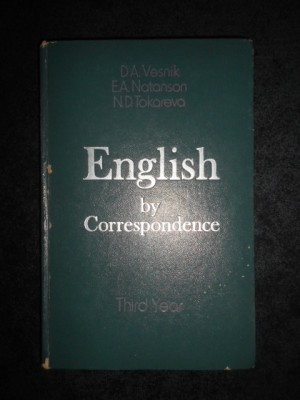 D.A. Vesnik
E.A. Natanson
N.D. Tokareva
English
by
Correspondence
Third Year